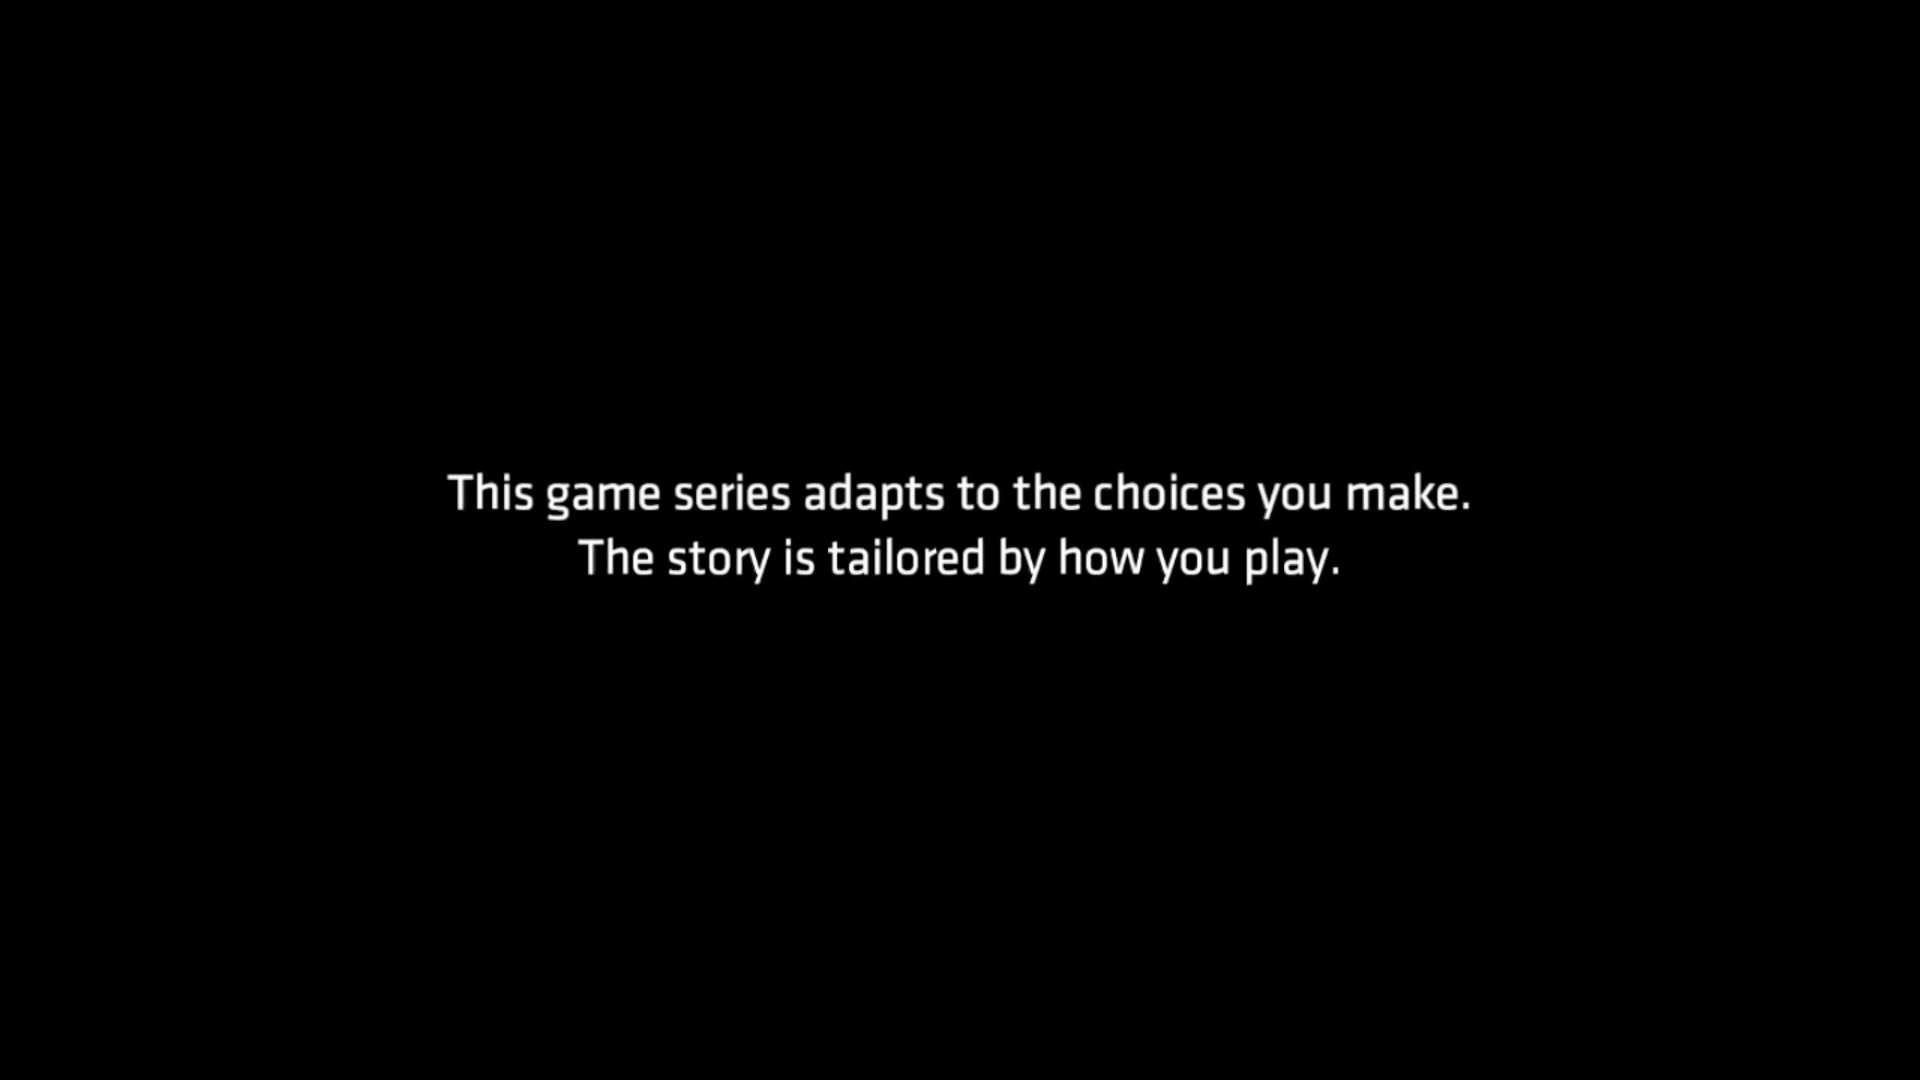 This game series adapts to the choices you make.
The story is tailored by how you play.